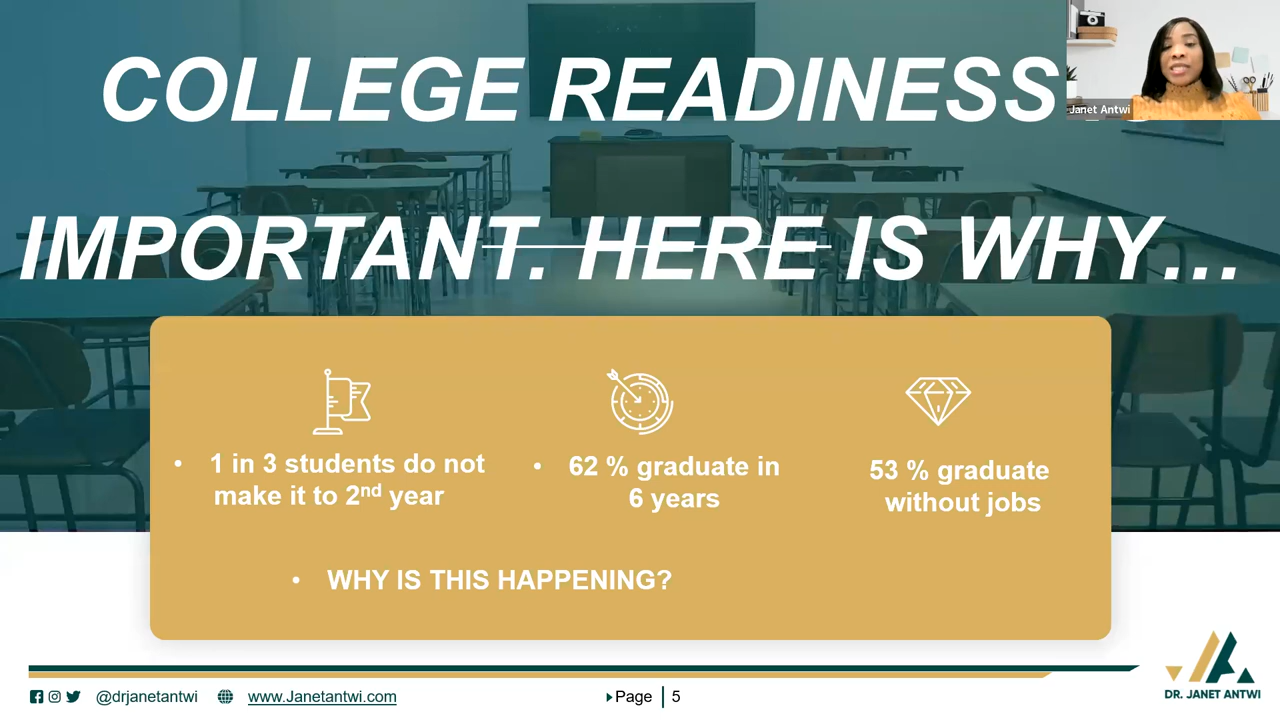 COLLEGE READINESS
Janet Antwi
IMPORTANT. HERE IS WHY...
• 1 in 3 students do not
make it to 2nd year
• 62 % graduate in
6 years
53 % graduate
without jobs
• WHY IS THIS HAPPENING?
@drjanetantwi
www.Janetantwi.com
Page 5
DR. JANET ANTWI